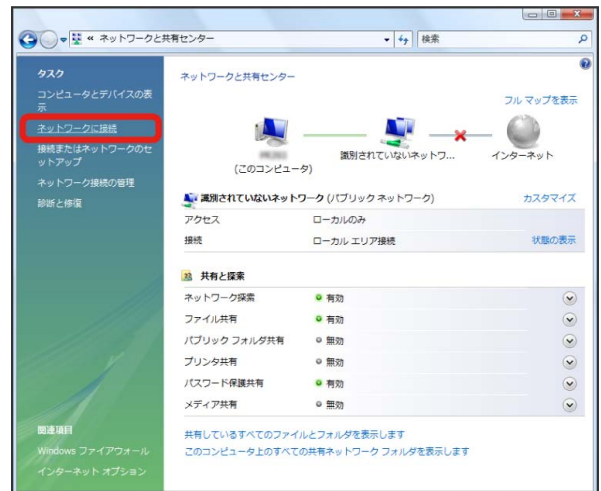 « ネットワークと共有センター
検索
タスク
コンピュータとデバイスの表
示
ネットワークに接続
接続またはネットワークのセ
ットアップ
ネットワーク接続の管理
診断と修復
関連項目
Windows ファイアウォール
インターネット オプション
ネットワークと共有センター
フル マップを表示
(このコンピュータ)
識別されていないネットワ...
インターネット
識別されていないネットワーク (パブリック ネットワーク)
カスタマイズ
アクセス ローカルのみ
接続 ローカル エリア接続 状態の表示
共有と探索
ネットワーク探索 有効
ファイル共有 有効
パブリック フォルダ共有 無効
プリンタ共有 無効
パスワード保護共有 有効
メディア共有 無効
共有しているすべてのファイルとフォルダを表示します
このコンピュータ上のすべての共有ネットワーク フォルダを表示します